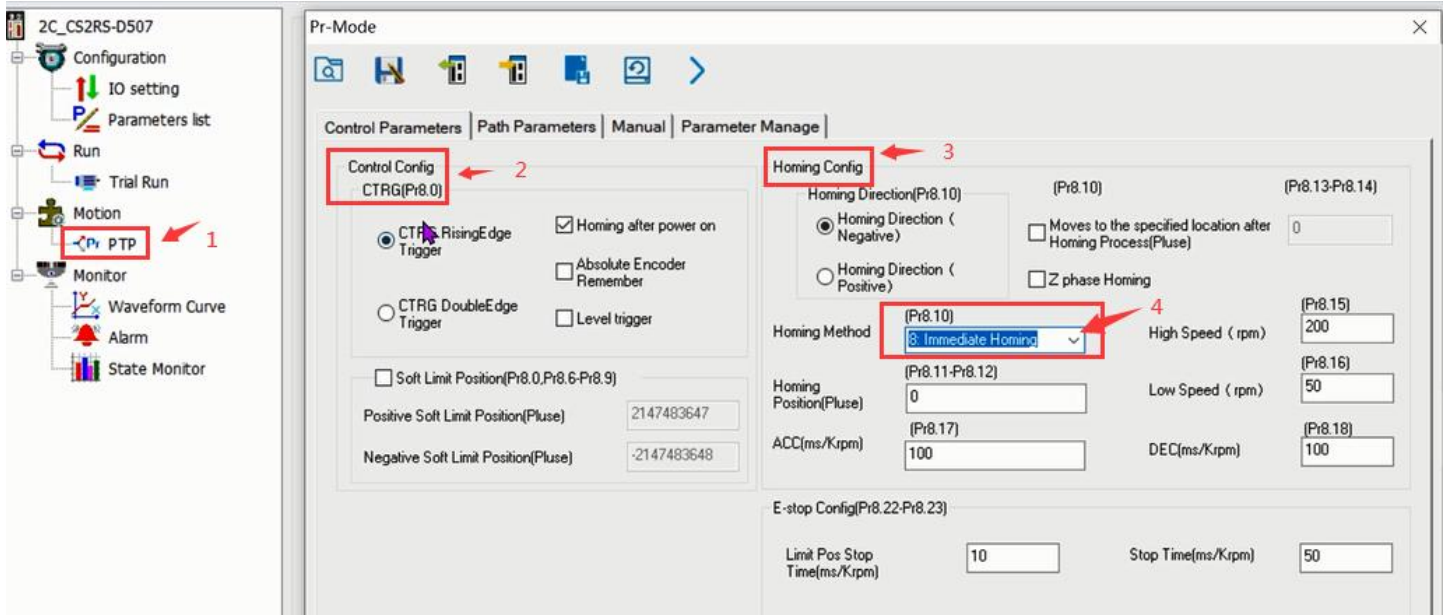 2C_CS2RS-D507
Configuration
IO setting
Parameters list
Run
Trial Run
Motion
PTP
1
Monitor
Waveform Curve
Alarm
State Monitor
Pr-Mode
Control Parameters
Path Parameters
Manual
Parameter Manage
Control Config
2
CTRG(Pr8.0)
RisingEdge
Trigger
Homing after power on
Absolute Encoder
Remember
CTRG DoubleEdge
Trigger
Level trigger
Soft Limit Position(Pr8.0,Pr8.6-Pr8.9)
Positive Soft Limit Position(Pluse)
2147483647
Negative Soft Limit Position(Pluse)
-2147483648
Homing Config
3
Homing Direction(Pr8.10)
Homing Direction (
Negative)
Homing Direction (
Positive)
(Pr8.10)
(Pr8.13-Pr8.14)
Moves to the specified location after
Homing Process(Pluse)
0
Z phase Homing
Homing Method
(Pr8.10)
8: Immediate Homing
4
High Speed ( rpm)
(Pr8.15)
200
Homing
Position(Pluse)
(Pr8.11-Pr8.12)
0
Low Speed ( rpm)
(Pr8.16)
50
ACC(ms/Krpm)
(Pr8.17)
100
DEC(ms/Krpm)
(Pr8.18)
100
E-stop Config(Pr8.22-Pr8.23)
Limit Pos Stop
Time(ms/Krpm)
10
Stop Time(ms/Krpm)
50